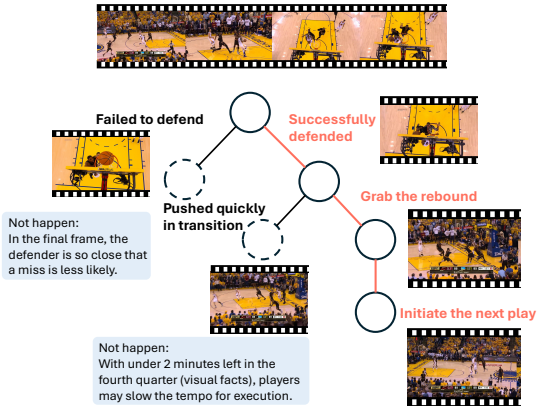 Failed to defend
Successfully
defended
Grab the rebound
Pushed quickly
in transition
Not happen:
In the final frame, the
defender is so close that
a miss is less likely.
Initiate the next play
Not happen:
With under 2 minutes left in the
fourth quarter (visual facts), players
may slow the tempo for execution.